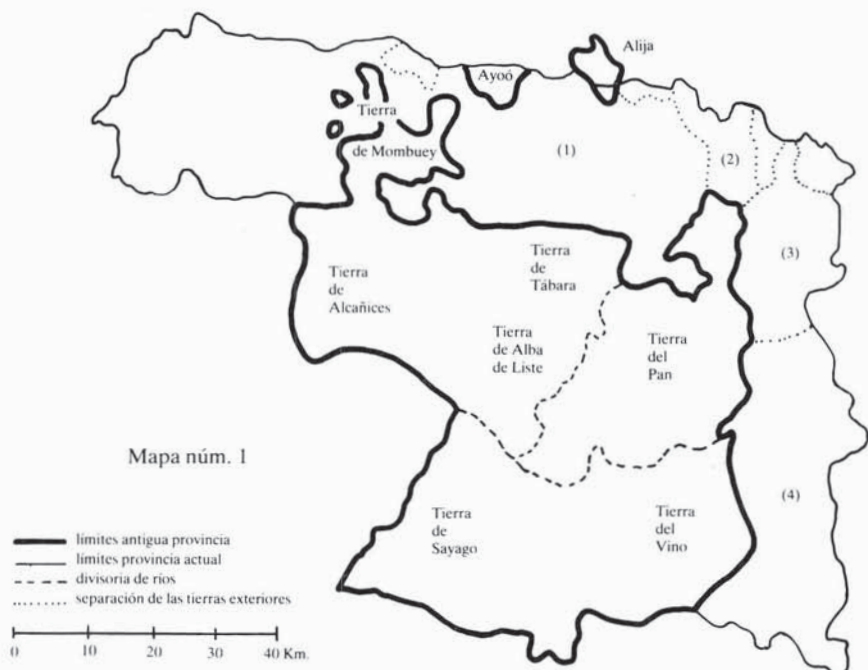 Alija
Ayoó
Tierra
de Mombuey
(1)
(2)
(3)
Tierra
de
Alcañices
Tierra
de
Tábara
Tierra
de Alba
de Liste
Tierra
del
Pan
(4)
Mapa núm. 1
Tierra
de
Sayago
Tierra
del
Vino
límites antigua provincia
límites provincia actual
divisoria de ríos
separación de las tierras exteriores
0 10 20 30 40 Km.